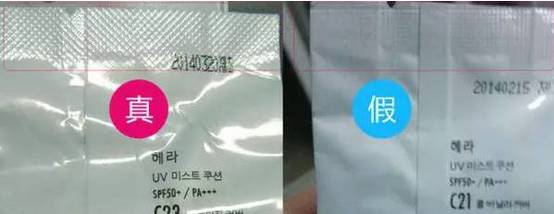 20140320
真
헤라
UV 미스트 쿠션
SPF50+ / PA+++
C23
假
20140215
헤라
UV 미스트 쿠션
SPF50+ / PA+++
C21